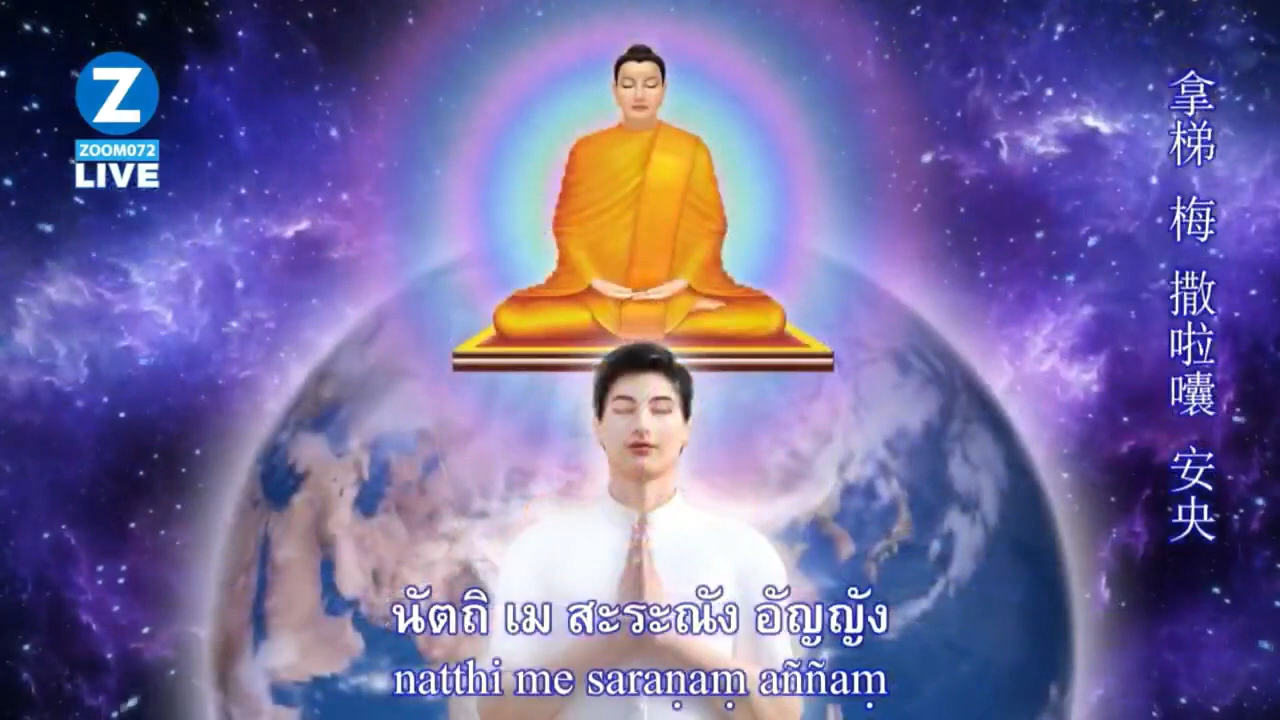 Z
ZOOM072
LIVE
拿梯 梅 撒啦囔 安央
นัตถิ เม สะระณัง อัญญัง
natthi me saraṇaṃ aññaṃ